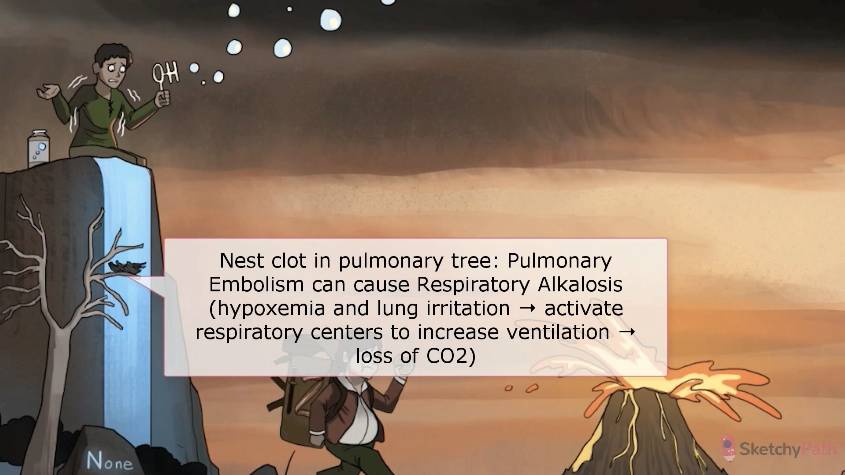 OH
Nest clot in pulmonary tree: Pulmonary
Embolism can cause Respiratory Alkalosis
(hypoxemia and lung irritation → activate
respiratory centers to increase ventilation →
loss of CO2)
None
SketchyPath